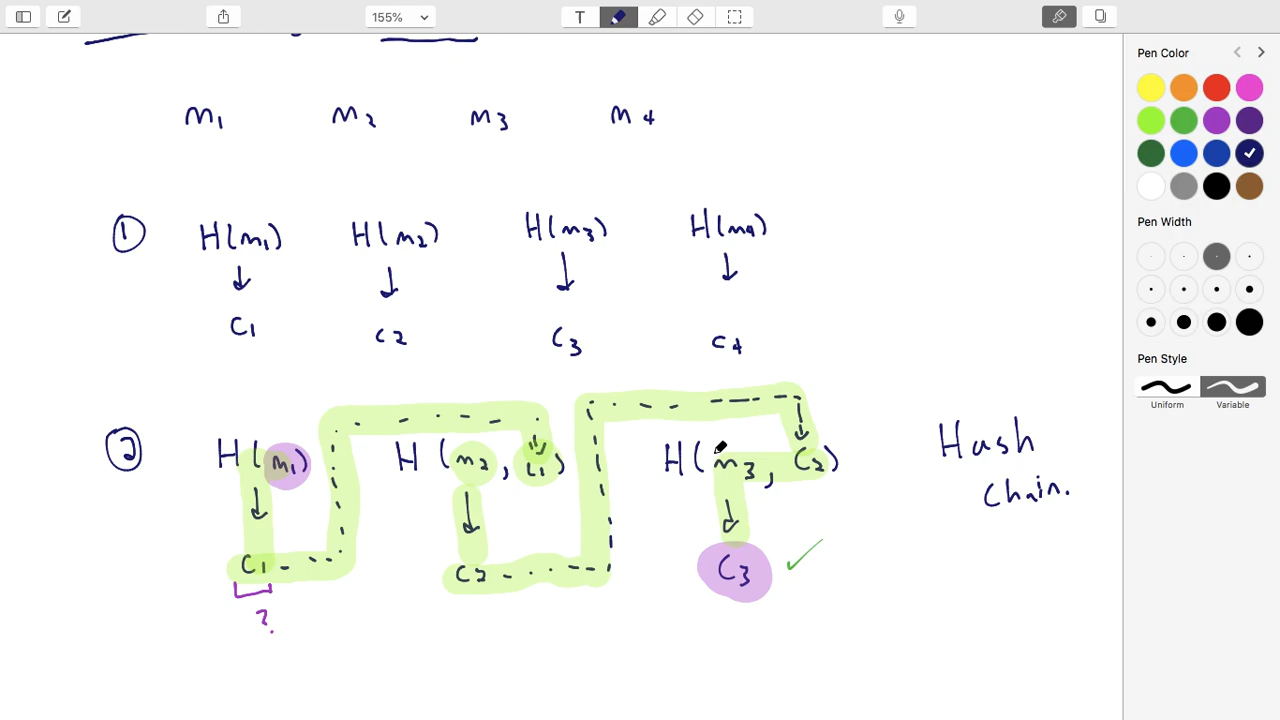 155%
T
Pen Color
m₁ m₂ m₃ m₄
Pen Width
① H(m₁) H(m₂) H(m₃) H(m₄)
C₁ C₂ C₃ C₄
Pen Style
Uniform Variable
② H(m₁) H(m₂, C₁) H(m₃, C₂)
Hash
Chain.
C₁ C₂ C₃ ✓
?